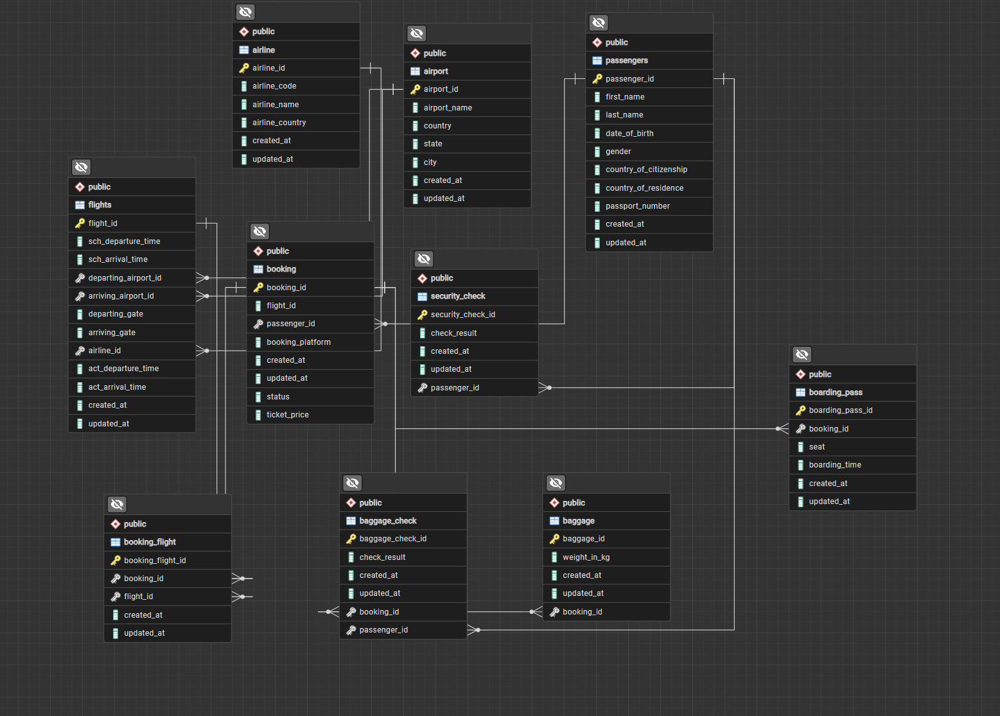 public
airline
airline_id
airline_code
airline_name
airline_country
created_at
updated_at
public
airport
airport_id
airport_name
country
state
city
created_at
updated_at
public
passengers
passenger_id
first_name
last_name
date_of_birth
gender
country_of_citizenship
country_of_residence
passport_number
created_at
updated_at
public
flights
flight_id
sch_departure_time
sch_arrival_time
departing_airport_id
arriving_airport_id
departing_gate
arriving_gate
airline_id
act_departure_time
act_arrival_time
created_at
updated_at
public
booking
booking_id
flight_id
passenger_id
booking_platform
created_at
updated_at
status
ticket_price
public
security_check
security_check_id
check_result
created_at
updated_at
passenger_id
public
boarding_pass
boarding_pass_id
booking_id
seat
boarding_time
created_at
updated_at
public
booking_flight
booking_flight_id
booking_id
flight_id
created_at
updated_at
public
baggage_check
baggage_check_id
check_result
created_at
updated_at
booking_id
passenger_id
public
baggage
baggage_id
weight_in_kg
created_at
updated_at
booking_id